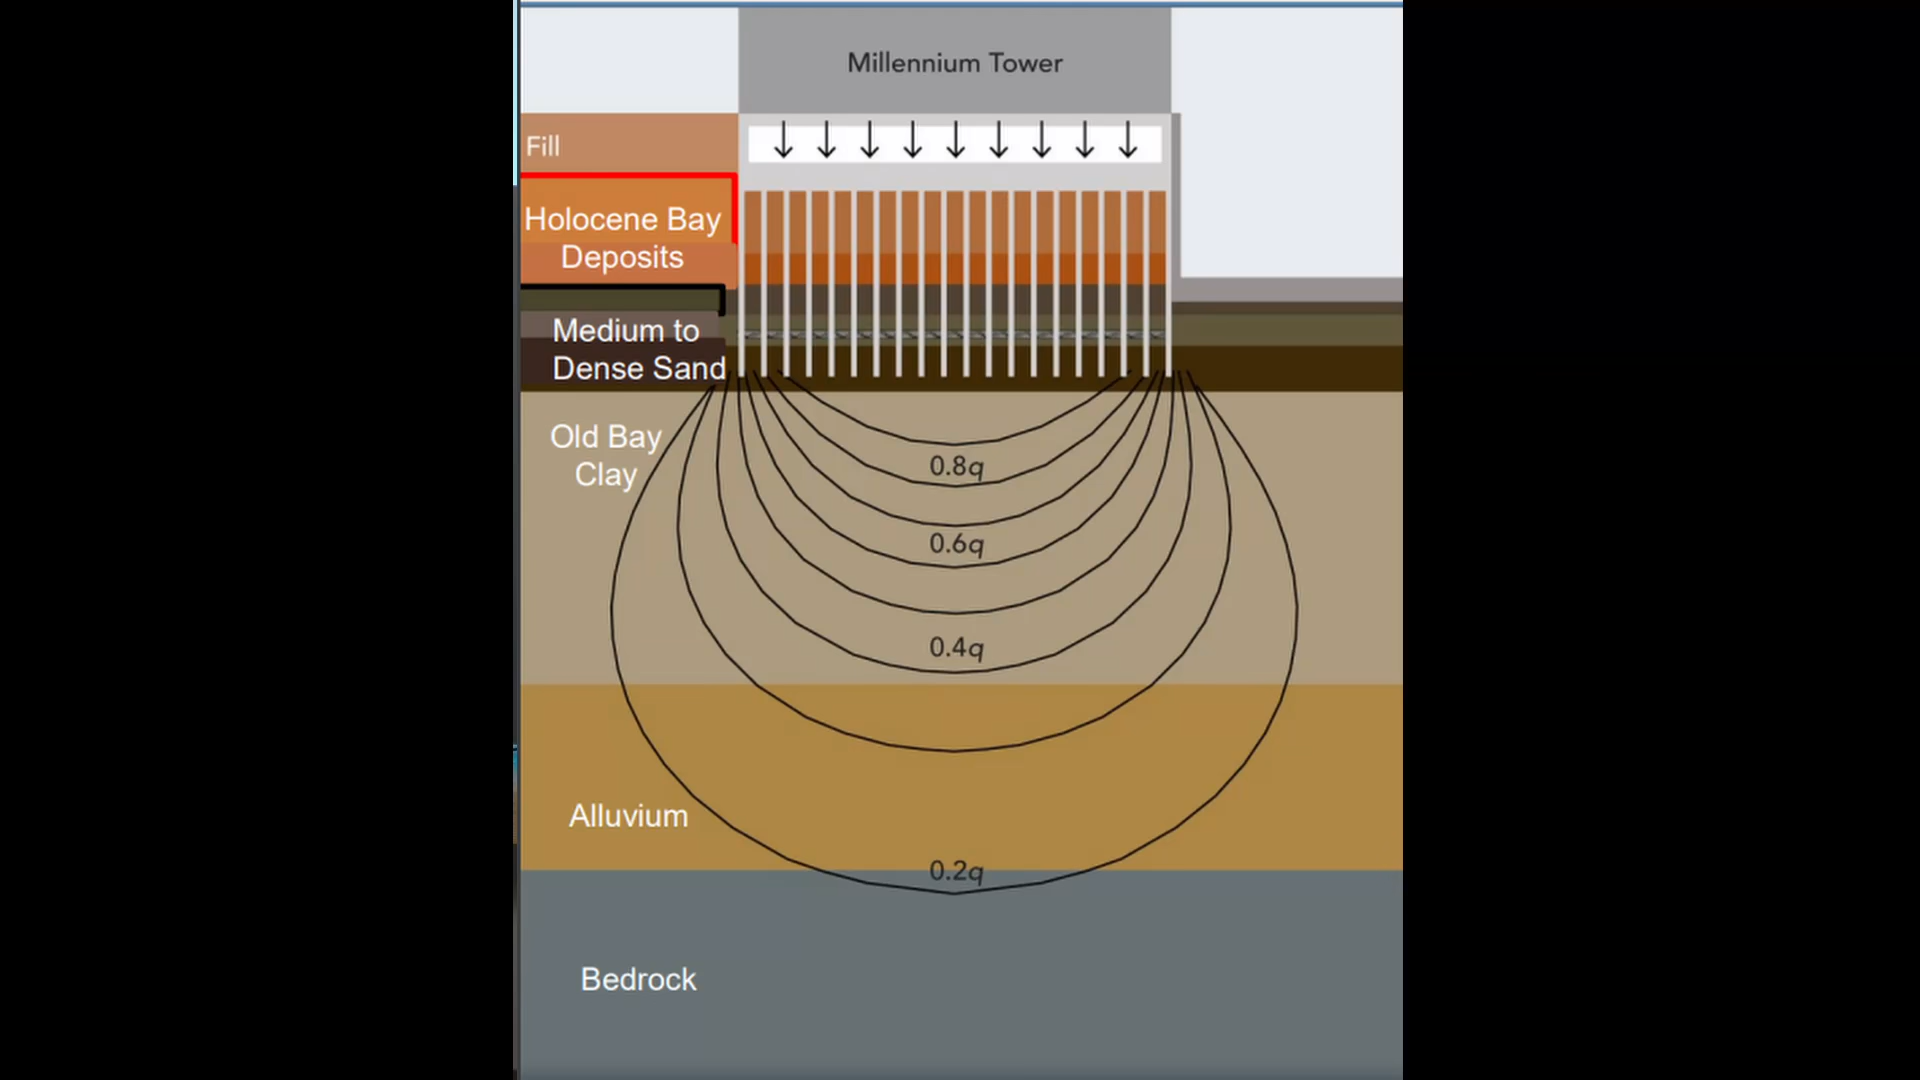 Millennium Tower
Fill
Holocene Bay
Deposits
Medium to
Dense Sand
Old Bay
Clay
0.8q
0.6q
0.4q
Alluvium
0.2q
Bedrock